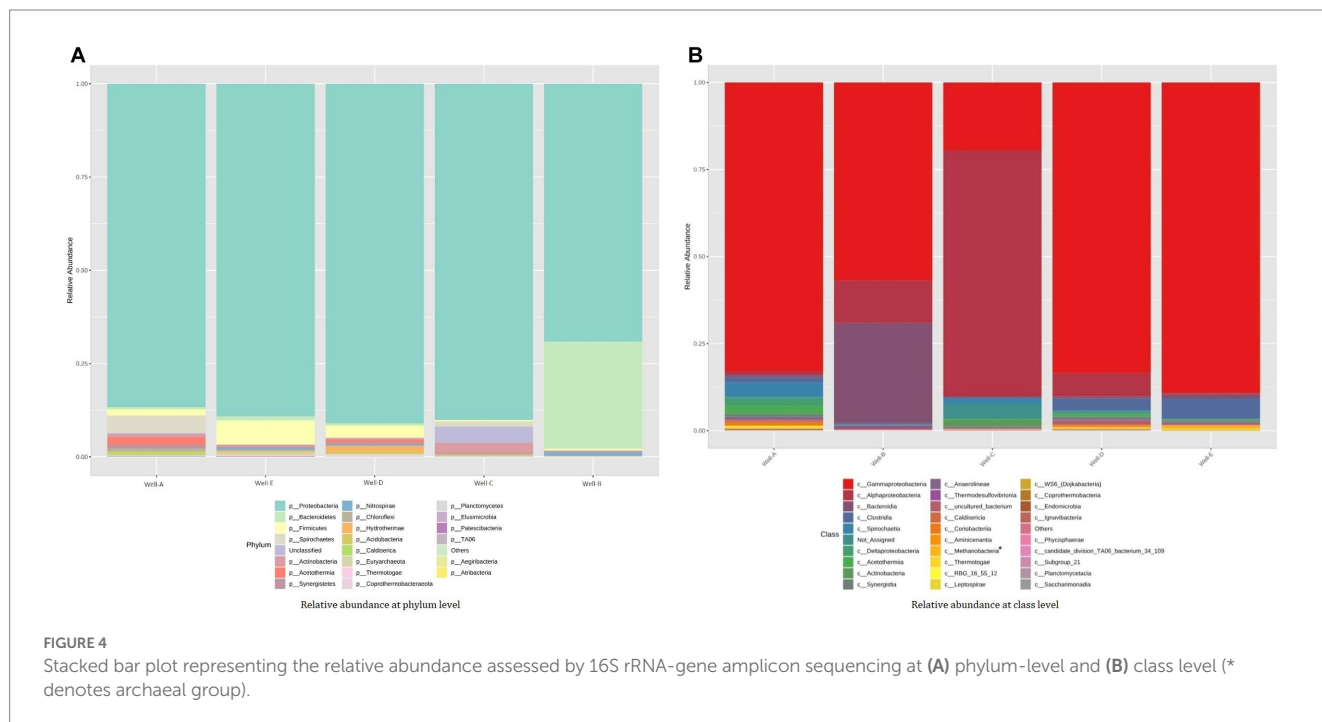 A
1.00
0.75
0.50
0.25
0.00
Relative Abundance
Well-A
Well-E
Well-D
Well-C
Well-B
Phylum
p__Proteobacteria
p__Bacteroidetes
p__Firmicutes
p__Spirochaetes
Unclassified
p__Actinobacteria
p__Acetothermia
p__Synergistetes
p__Nitrospirae
p__Chloroflexi
p__Hydrothermae
p__Acidobacteria
p__Caldiserica
p__Euryarchaeota
p__Thermotogae
p__Coprothermobacteraeota
p__Planctomycetes
p__Elusimicrobia
p__Patescibacteria
p__TA06
Others
p__Aegiribacteria
p__Atribacteria
Relative abundance at phylum level
B
1.00
0.75
0.50
0.25
0.00
Relative Abundance
Well-A
Well-B
Well-C
Well-D
Well-E
Class
c__Gammaproteobacteria
c__Alphaproteobacteria
c__Bacteroidia
c__Clostridia
c__Spirochaetia
Not_Assigned
c__Deltaproteobacteria
c__Acetothermiia
c__Actinobacteria
c__Synergistia
c__Anaerolineae
c__Thermodesulfovibrionia
c__uncultured_bacterium
c__Caldisericia
c__Coriobacteriia
c__Aminicenantia
c__Methanobacteria*
c__Thermotogae
c__RBG_16_55_12
c__Leptospirae
c__WS6_(Dojkabacteria)
c__Coprothermobacteria
c__Endomicrobia
c__Ignavibacteria
Others
c__Phycisphaerae
c__candidate_division_TA06_bacterium_34_109
c__Subgroup_21
c__Planctomycetacia
c__Saccharimonadia
Relative abundance at class level
FIGURE 4
Stacked bar plot representing the relative abundance assessed by 16S rRNA-gene amplicon sequencing at (A) phylum-level and (B) class level (*
denotes archaeal group).